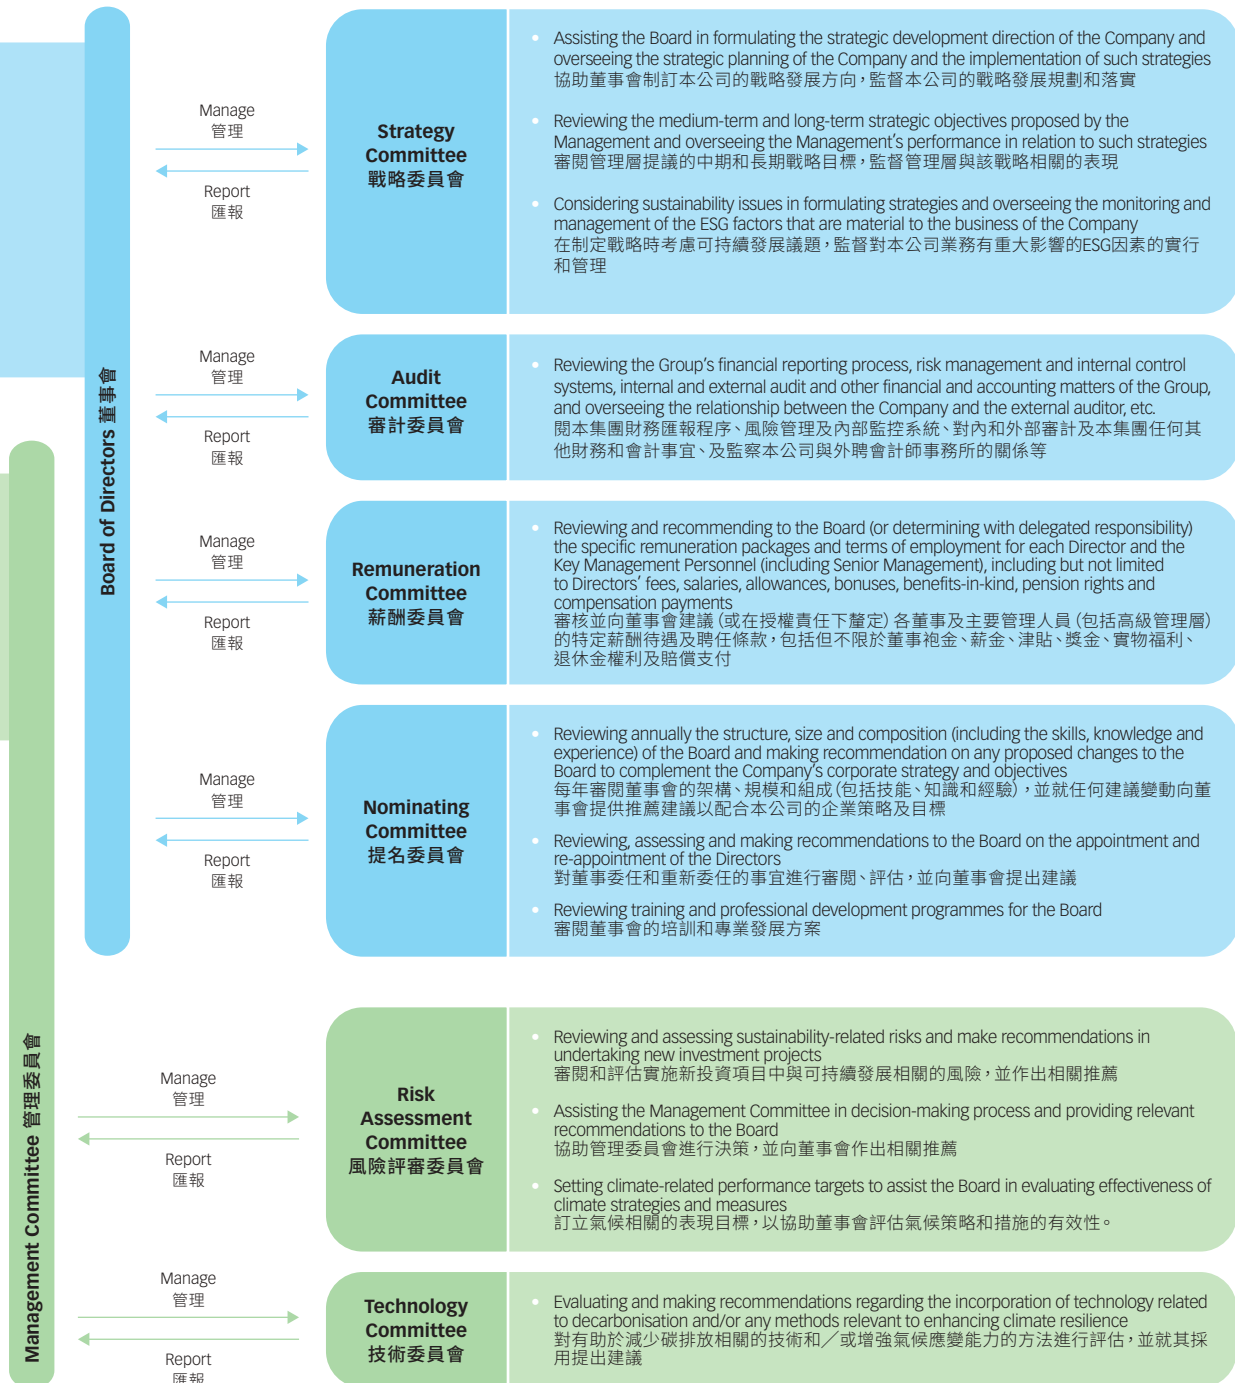 Board of Directors 董事會
Manage
管理
Report
匯報
Strategy
Committee
戰略委員會
• Assisting the Board in formulating the strategic development direction of the Company and
overseeing the strategic planning of the Company and the implementation of such strategies
協助董事會制訂本公司的戰略發展方向，監督本公司的戰略發展規劃和落實
• Reviewing the medium-term and long-term strategic objectives proposed by the
Management and overseeing the Management’s performance in relation to such strategies
審閱管理層提議的中期和長期戰略目標，監督管理層與該戰略相關的表現
• Considering sustainability issues in formulating strategies and overseeing the monitoring and
management of the ESG factors that are material to the business of the Company
在制定戰略時考慮可持續發展議題，監督對本公司業務有重大影響的ESG因素的實行
和管理
Manage
管理
Report
匯報
Audit
Committee
審計委員會
• Reviewing the Group’s financial reporting process, risk management and internal control
systems, internal and external audit and other financial and accounting matters of the Group,
and overseeing the relationship between the Company and the external auditor, etc.
閱本集團財務匯報程序、風險管理及內部監控系統、對內和外部審計及本集團任何其
他財務和會計事宜、及監察本公司與外聘會計師事務所的關係等
Manage
管理
Report
匯報
Remuneration
Committee
薪酬委員會
• Reviewing and recommending to the Board (or determining with delegated responsibility)
the specific remuneration packages and terms of employment for each Director and the
Key Management Personnel (including Senior Management), including but not limited
to Directors’ fees, salaries, allowances, bonuses, benefits-in-kind, pension rights and
compensation payments
審核並向董事會建議（或在授權責任下釐定）各董事及主要管理人員（包括高級管理層）
的特定薪酬待遇及聘任條款，包括但不限於董事袍金、薪金、津貼、獎金、實物福利、
退休金權利及賠償支付
Manage
管理
Report
匯報
Nominating
Committee
提名委員會
• Reviewing annually the structure, size and composition (including the skills, knowledge and
experience) of the Board and making recommendation on any proposed changes to the
Board to complement the Company’s corporate strategy and objectives
每年審閱董事會的架構、規模和組成（包括技能、知識和經驗），並就任何建議變動向董
事會提供推薦建議以配合本公司的企業策略及目標
• Reviewing, assessing and making recommendations to the Board on the appointment and
re-appointment of the Directors
對董事委任和重新委任的事宜進行審閱、評估，並向董事會提出建議
• Reviewing training and professional development programmes for the Board
審閱董事會的培訓和專業發展方案
Management Committee 管理委員會
Manage
管理
Report
匯報
Risk
Assessment
Committee
風險評審委員會
• Reviewing and assessing sustainability-related risks and make recommendations in
undertaking new investment projects
審閱和評估實施新投資項目中與可持續發展相關的風險，並作出相關推薦
• Assisting the Management Committee in decision-making process and providing relevant
recommendations to the Board
協助管理委員會進行決策，並向董事會作出相關推薦
• Setting climate-related performance targets to assist the Board in evaluating effectiveness of
climate strategies and measures
訂立氣候相關的表現目標，以協助董事會評估氣候策略和措施的有效性。
Manage
管理
Report
匯報
Technology
Committee
技術委員會
• Evaluating and making recommendations regarding the incorporation of technology related
to decarbonisation and/or any methods relevant to enhancing climate resilience
對有助於減少碳排放相關的技術和／或增強氣候應變能力的方法進行評估，並就其採
用提出建議